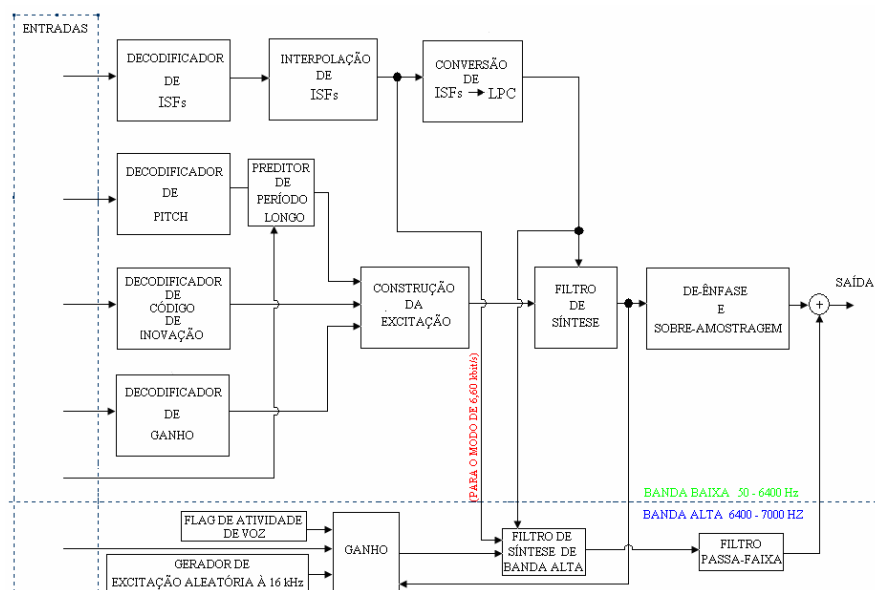 ENTRADAS
DECODIFICADOR
DE
ISFs
INTERPOLAÇÃO
DE
ISFs
CONVERSÃO
DE
ISFs → LPC
DECODIFICADOR
DE
PITCH
PREDITOR
DE
PERÍODO
LONGO
DECODIFICADOR
DE
CÓDIGO
DE
INOVAÇÃO
CONSTRUÇÃO
DA
EXCITAÇÃO
FILTRO
DE
SÍNTESE
DE-ÊNFASE
E
SOBRE-AMOSTRAGEM
SAÍDA
+
DECODIFICADOR
DE
GANHO
(PARA O MODO DE 6,60 kbit/s)
BANDA BAIXA 50 - 6400 Hz
BANDA ALTA 6400 - 7000 HZ
FLAG DE ATIVIDADE
DE VOZ
GANHO
GERADOR DE
EXCITAÇÃO ALEATÓRIA À 16 kHz
FILTRO DE
SÍNTESE DE
BANDA ALTA
FILTRO
PASSA-FAIXA